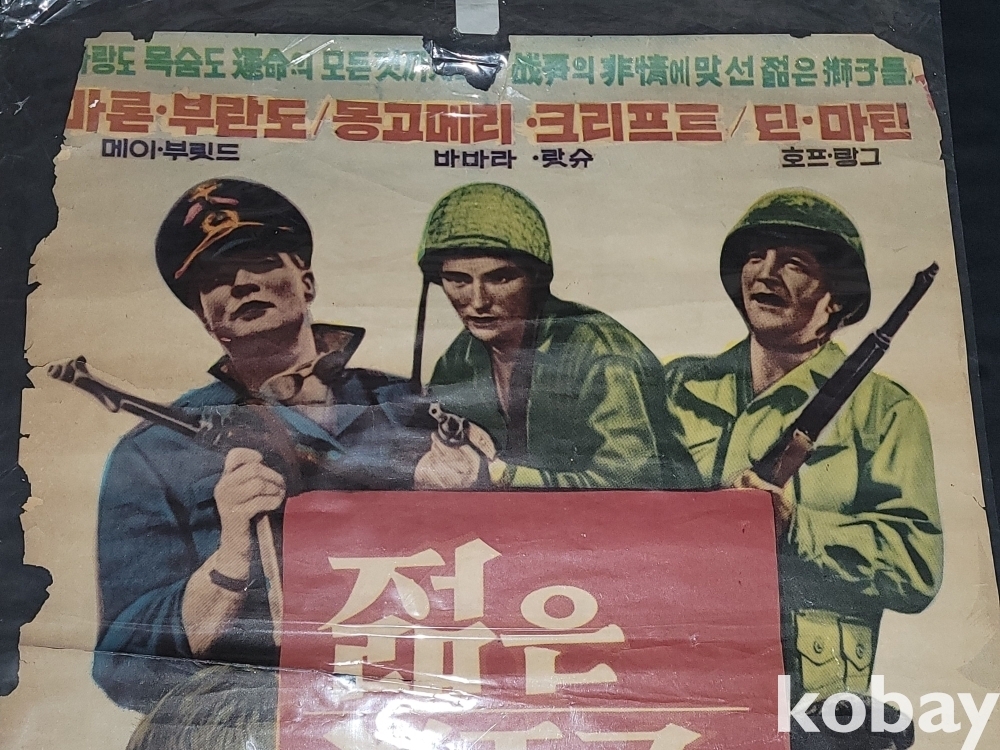 랑도 목숨도 運命의 모든 戰爭의 非情에 맞선 젊은 獅子들
마론·부란도/몽고메리·크리프트/딘·마틴
메이·부릿드 바바라·랏슈 호프·랑그
젊은
kobay